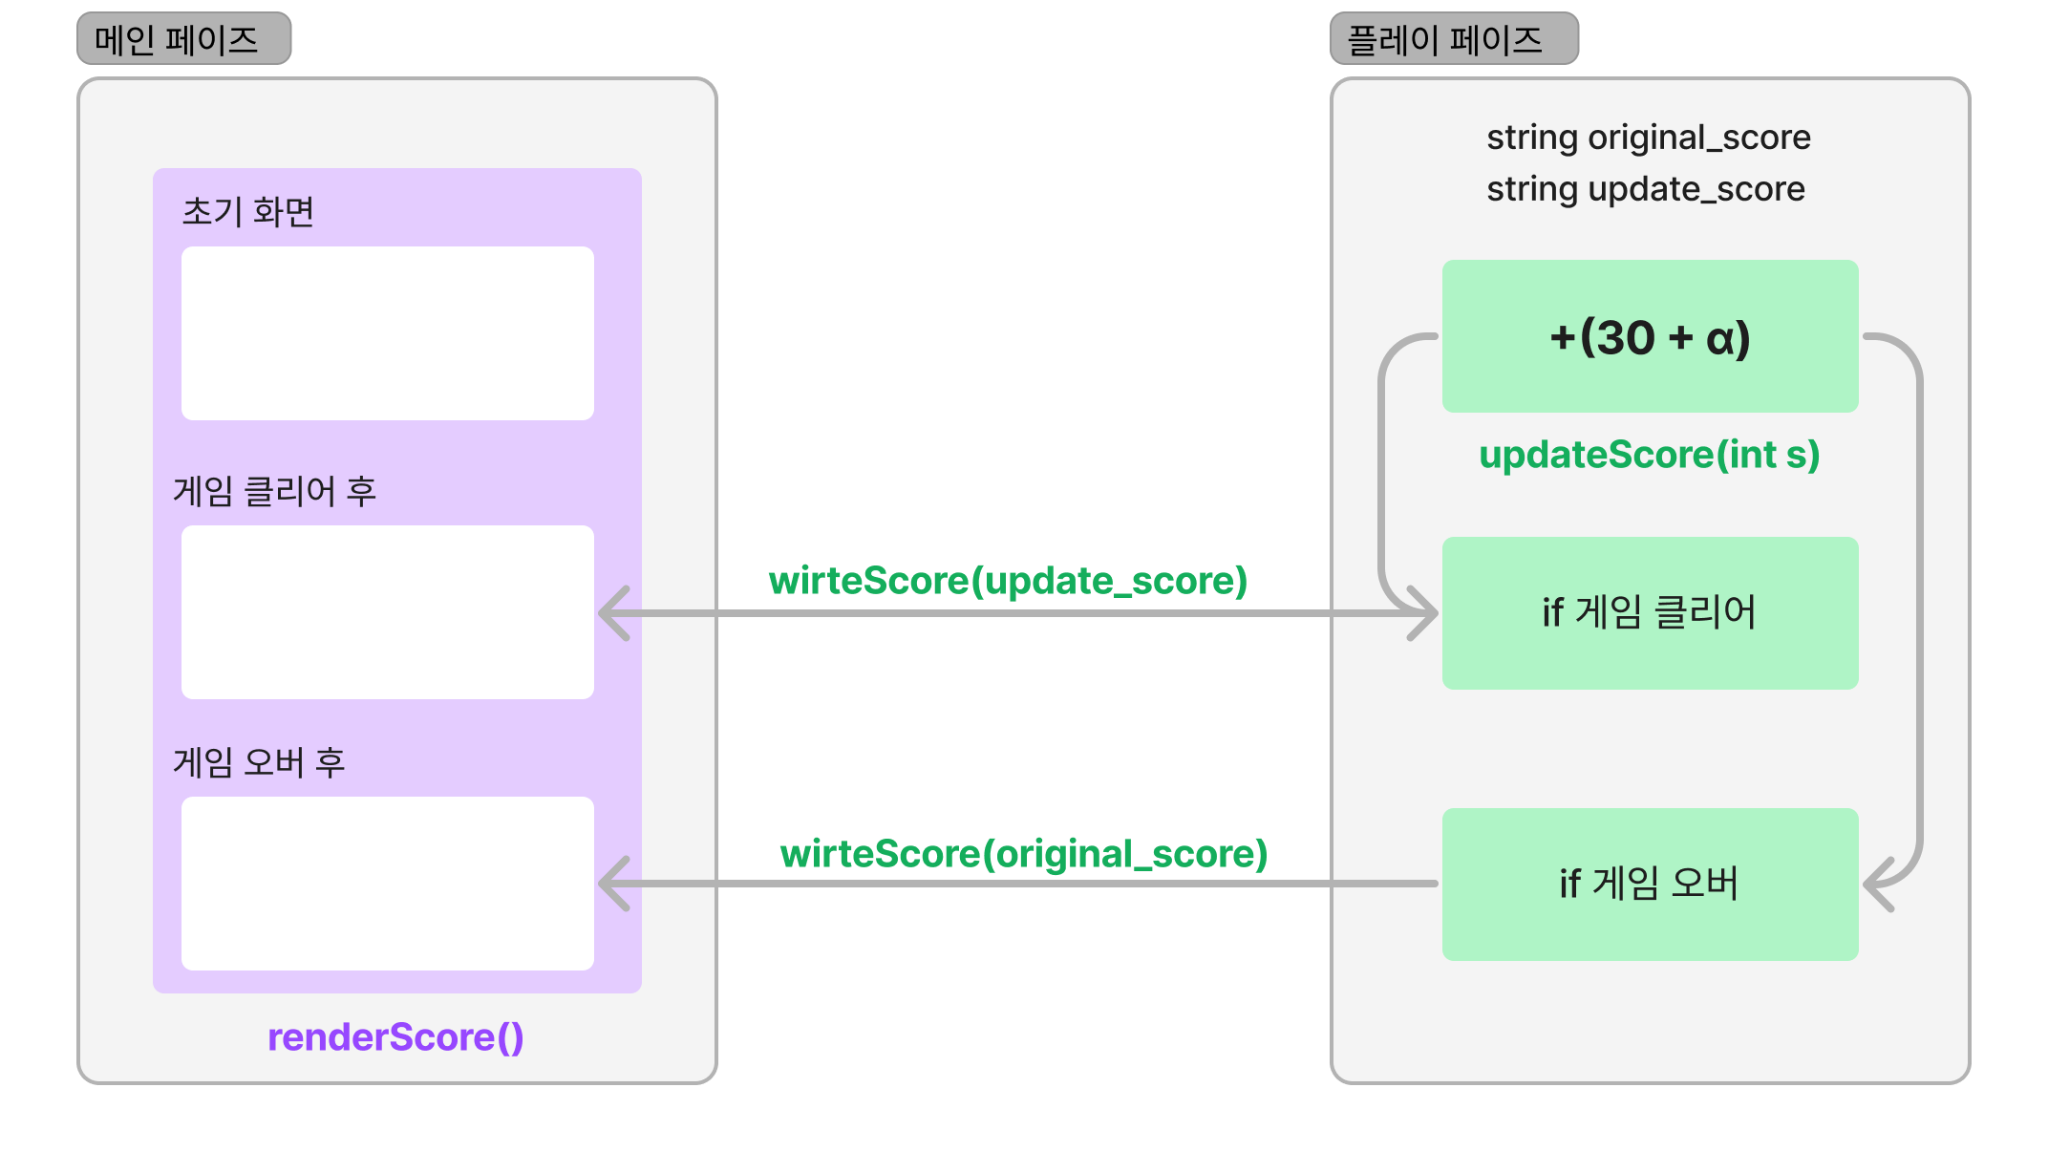 메인 페이즈
초기 화면
게임 클리어 후
게임 오버 후
renderScore()
wirteScore(update_score)
wirteScore(original_score)
플레이 페이즈
string original_score
string update_score
+(30 + α)
updateScore(int s)
if 게임 클리어
if 게임 오버